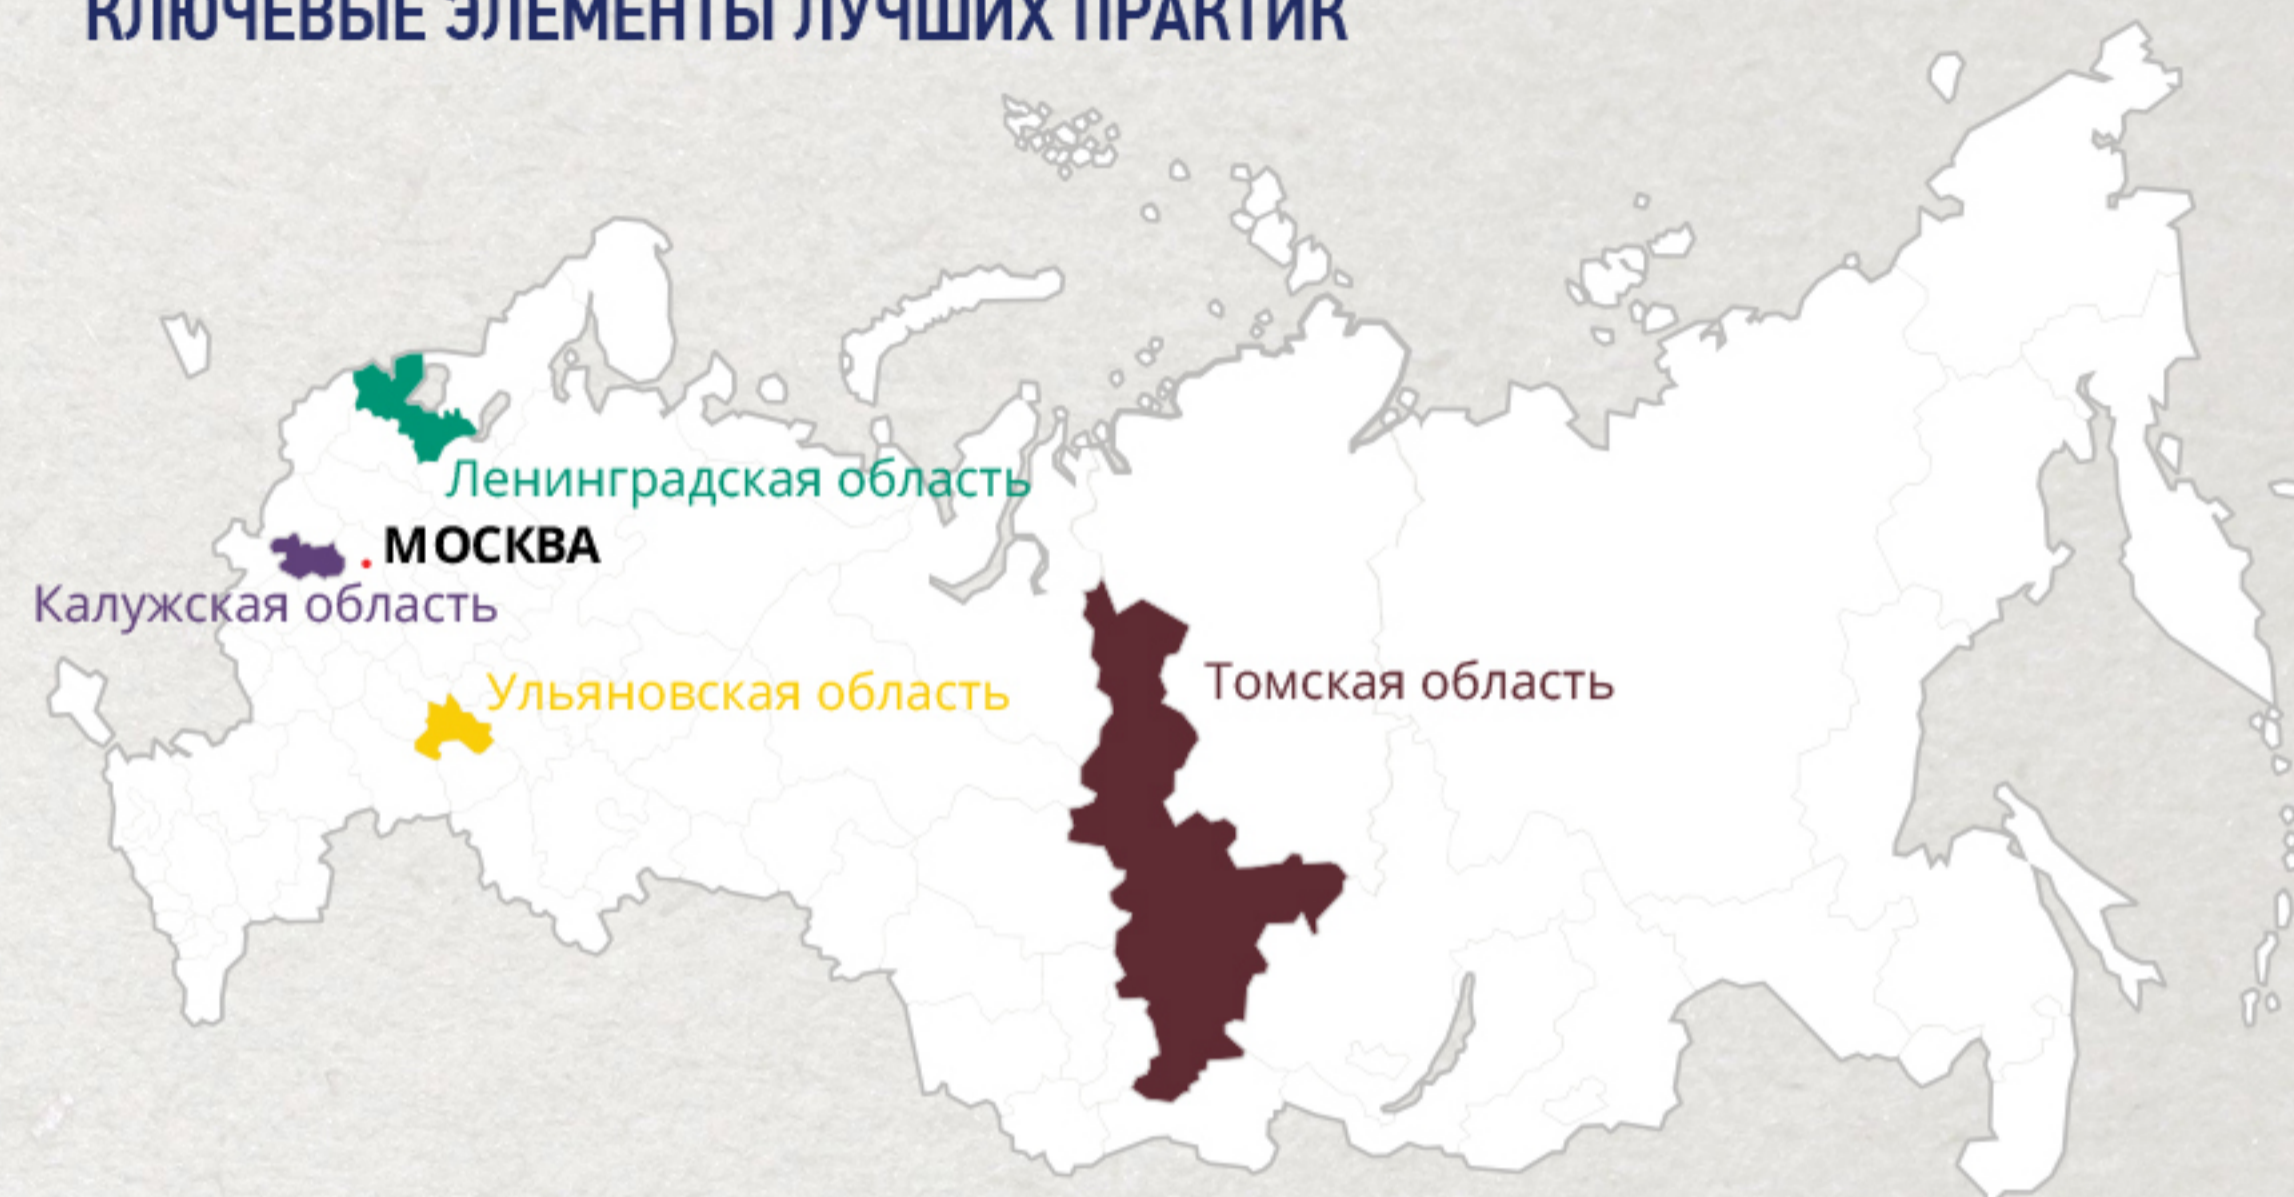 КЛЮЧЕВЫЕ ЭЛЕМЕНТЫ ЛУЧШИХ ПРАКТИК
Ленинградская область
МОСКВА
Калужская область
Ульяновская область
Томская область